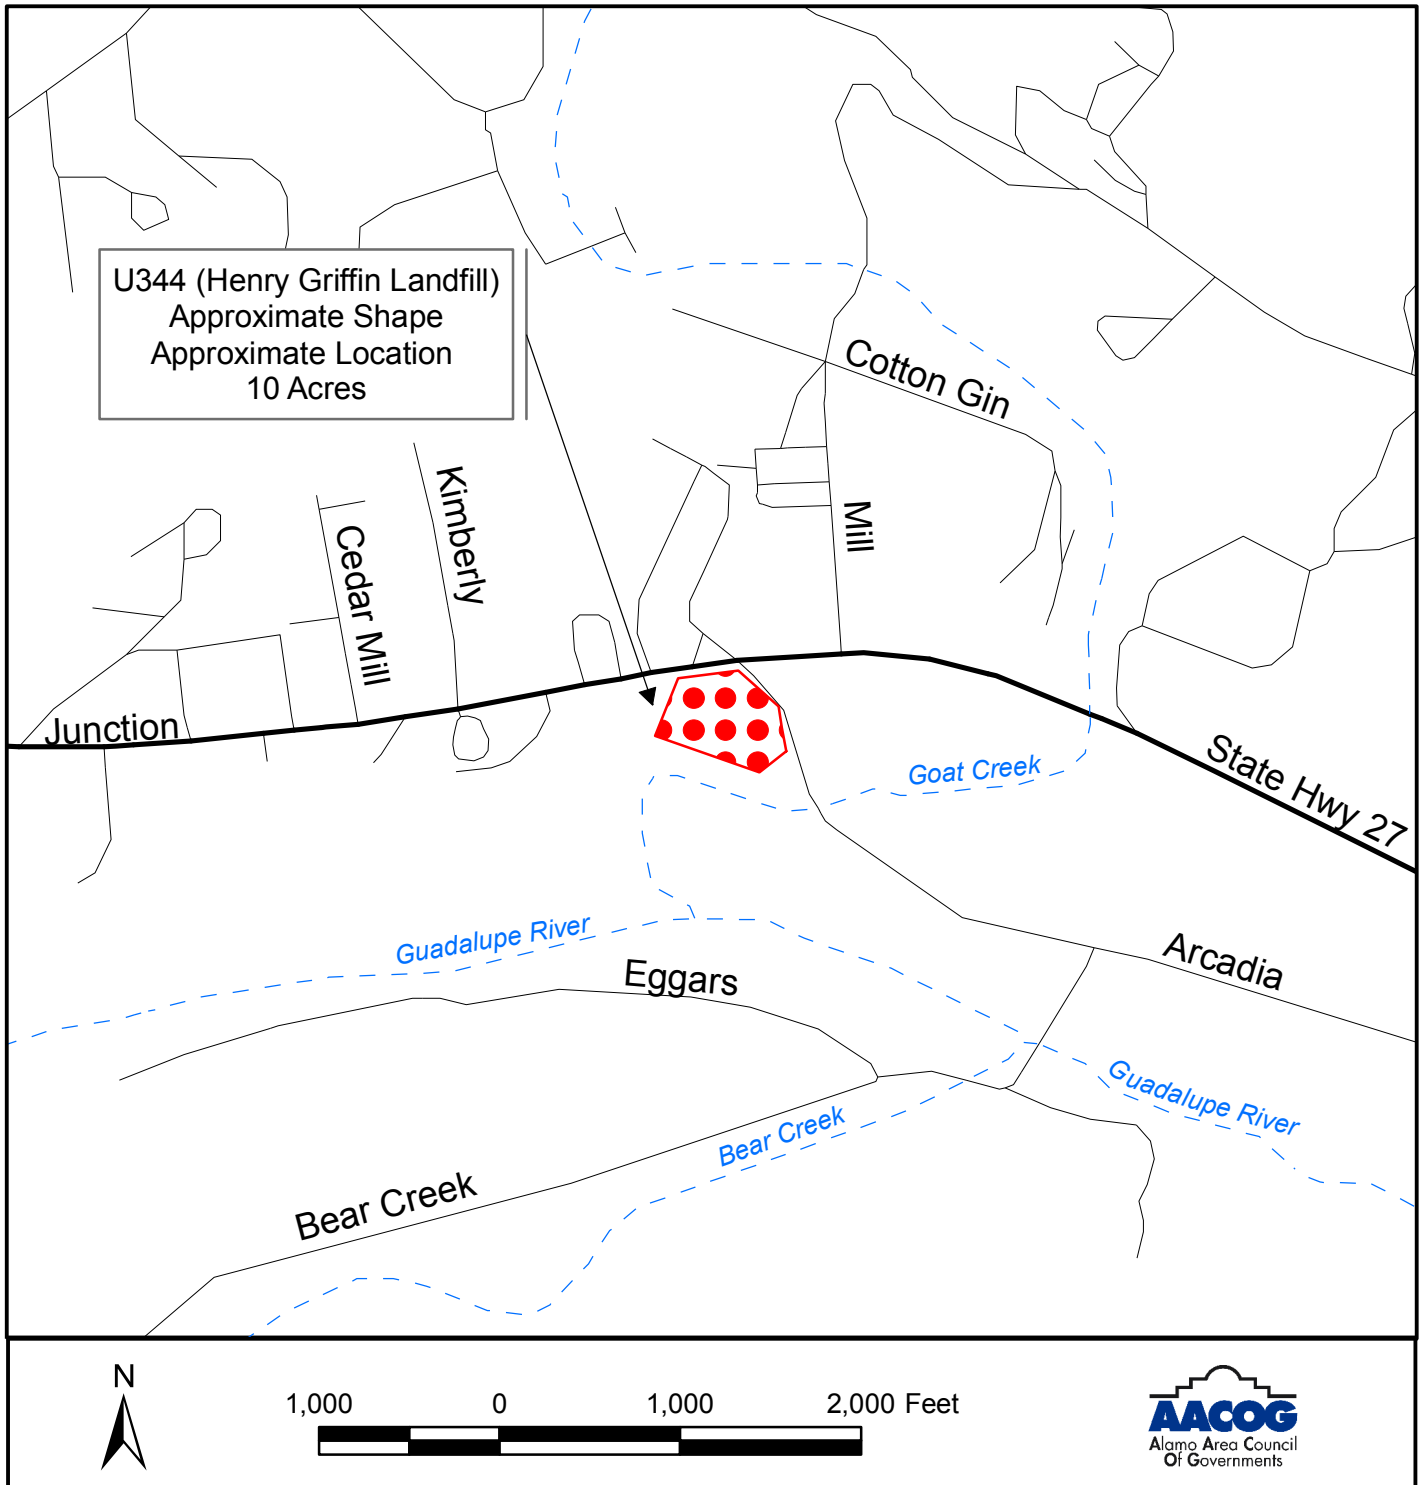 U344 (Henry Griffin Landfill)
Approximate Shape
Approximate Location
10 Acres
Cotton Gin
Kimberly
Mill
Cedar Mill
Junction
State Hwy 27
Goat Creek
Guadalupe River
Eggars
Arcadia
Guadalupe River
Bear Creek
Bear Creek
N
1,000 0 1,000 2,000 Feet
AACOG
Alamo Area Council
Of Governments